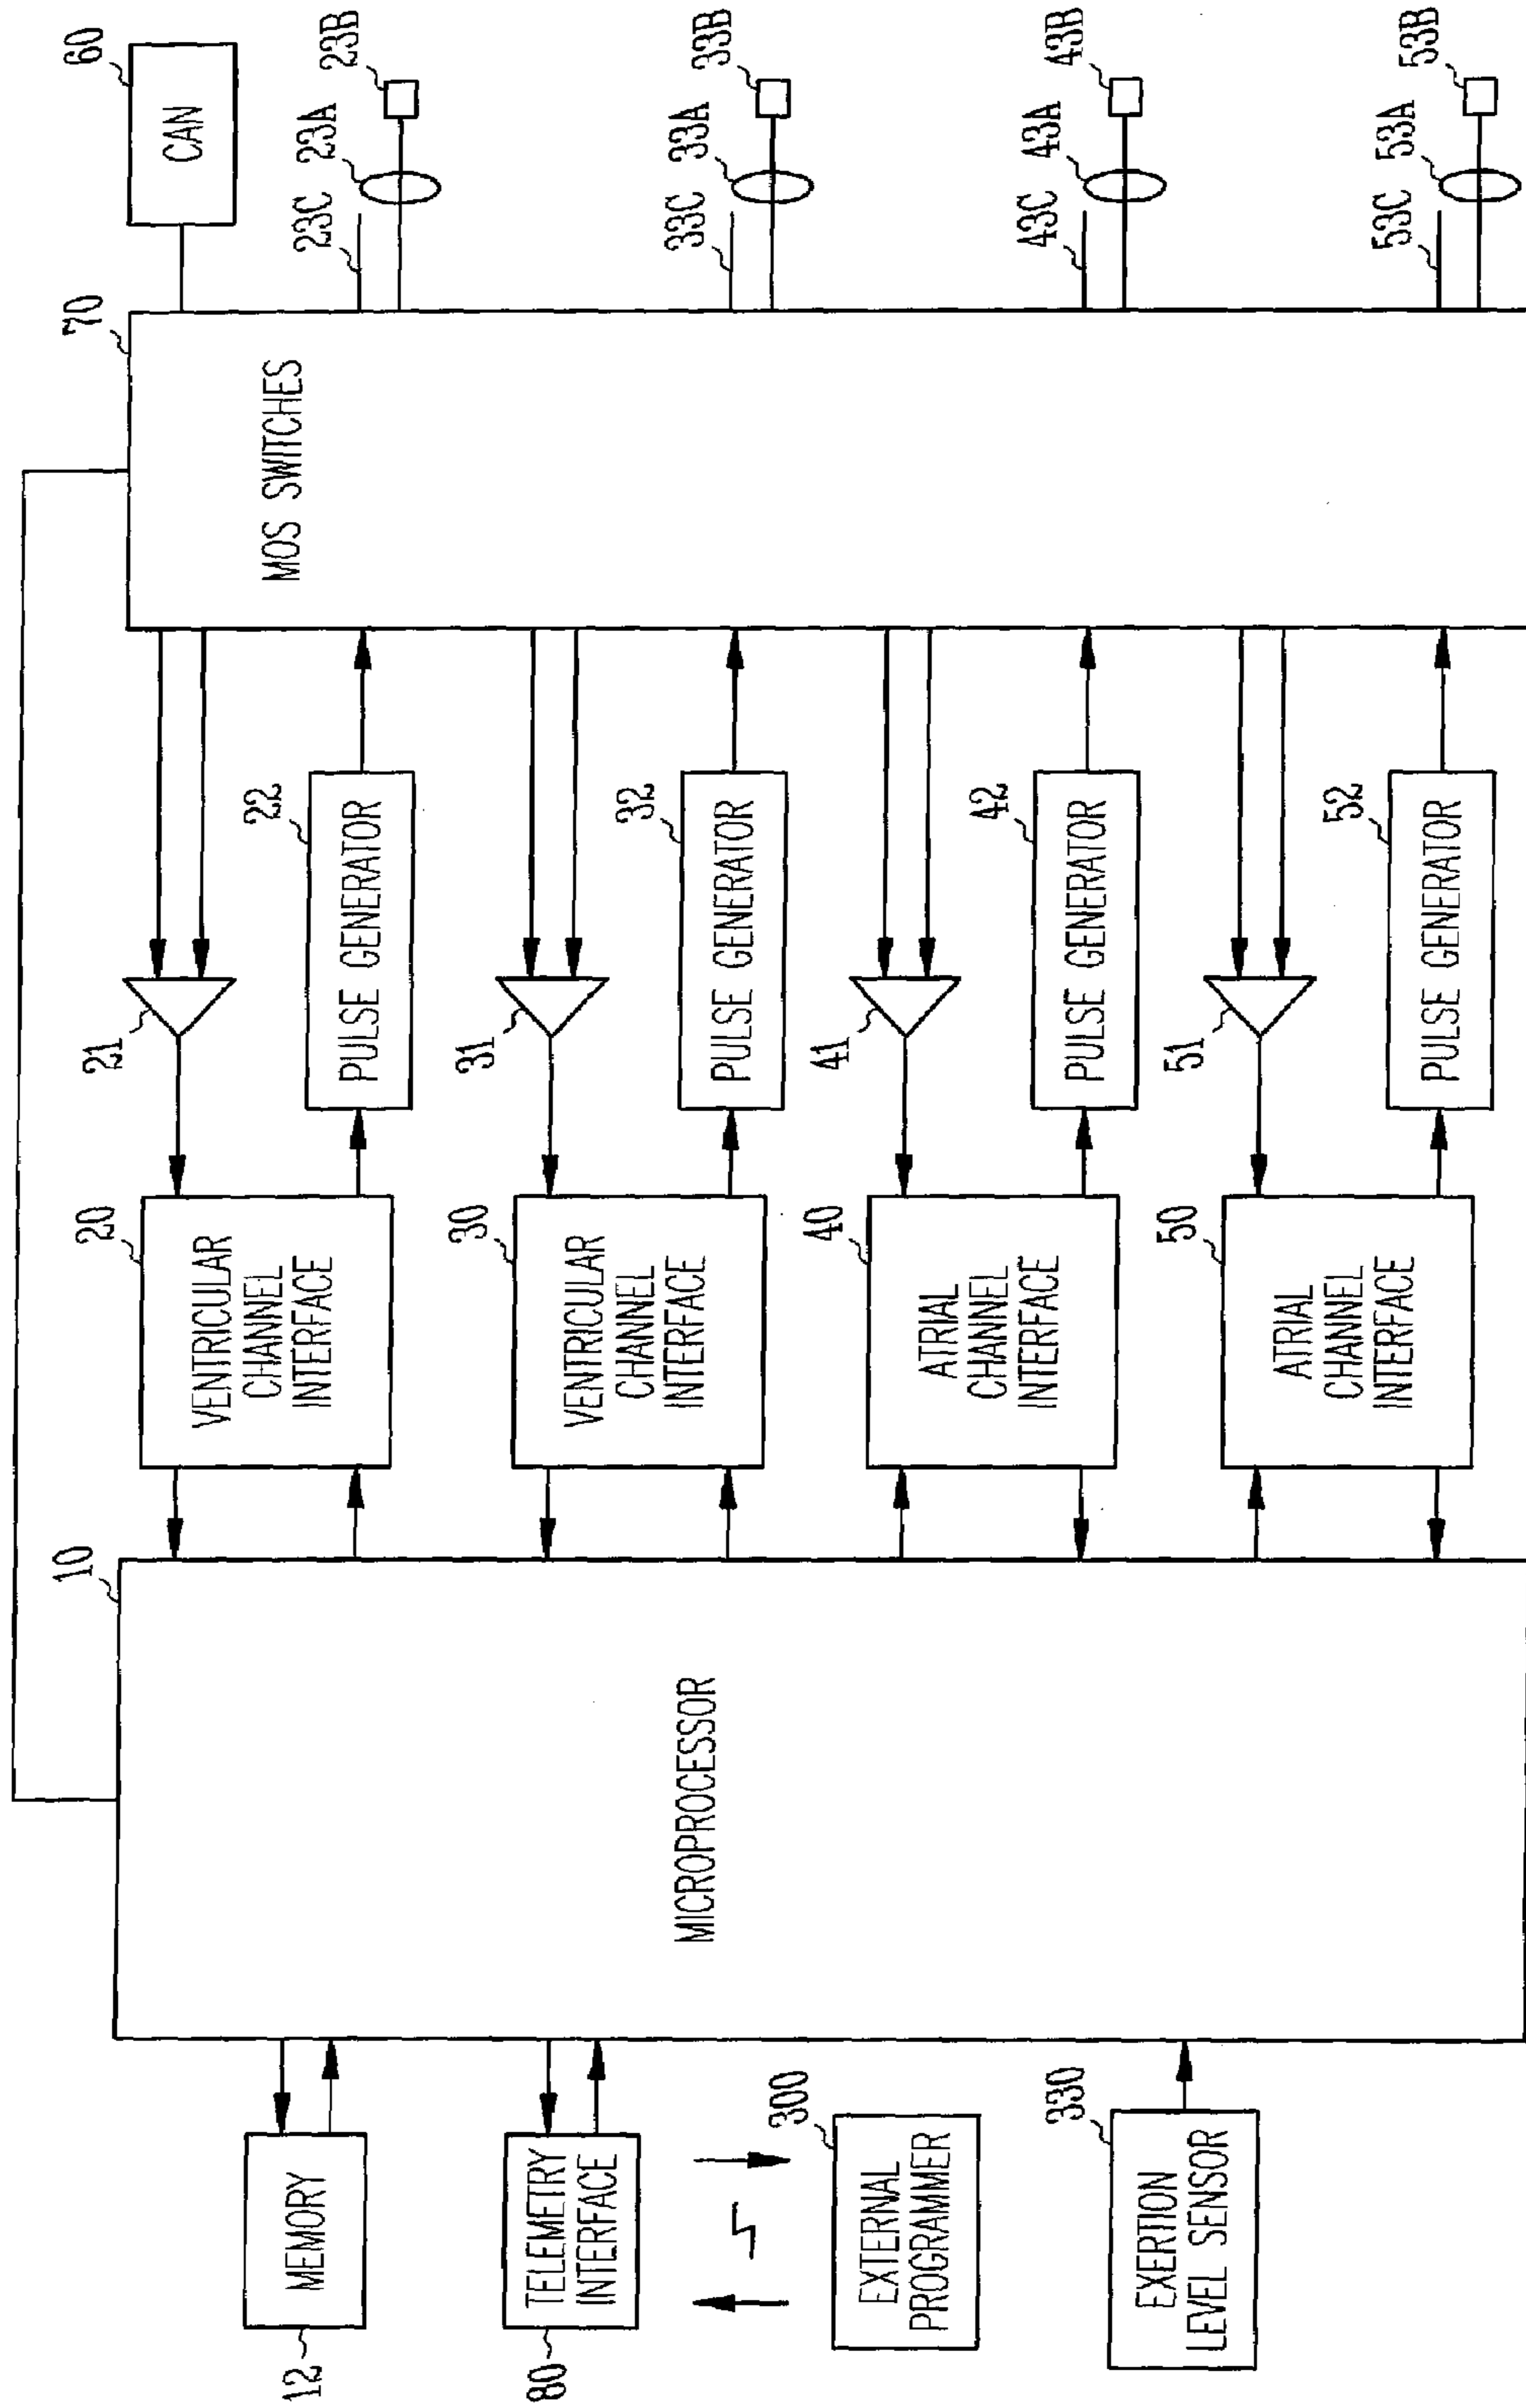 60
CAN
23C
23A
23B
33C
33A
33B
43C
43A
43B
53C
53A
53B
70
MOS SWITCHES
21
22
PULSE GENERATOR
31
32
PULSE GENERATOR
41
42
PULSE GENERATOR
51
52
PULSE GENERATOR
20
VENTRICULAR
CHANNEL
INTERFACE
30
VENTRICULAR
CHANNEL
INTERFACE
40
ATRIAL
CHANNEL
INTERFACE
50
ATRIAL
CHANNEL
INTERFACE
10
MICROPROCESSOR
12
MEMORY
80
TELEMETRY
INTERFACE
300
EXTERNAL
PROGRAMMER
330
EXERTION
LEVEL SENSOR